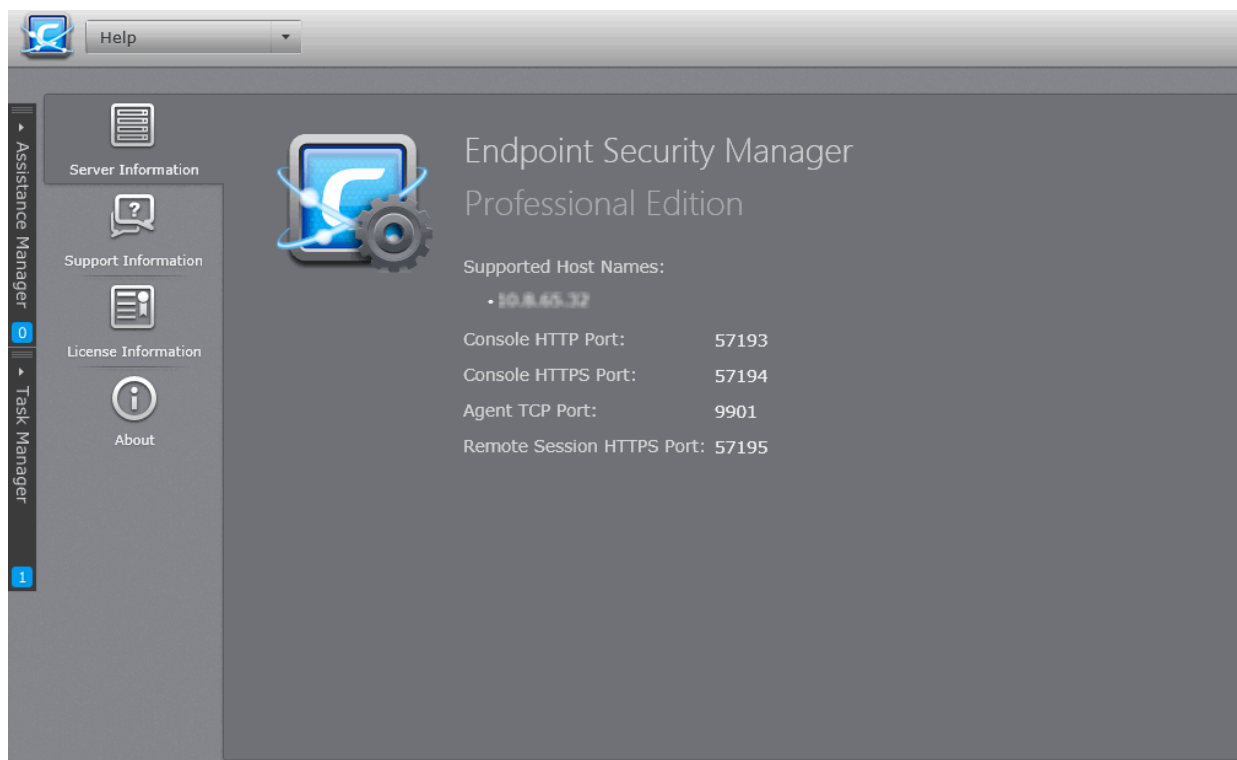 Help
Assistance Manager
0
Task Manager
1
Server Information
Support Information
License Information
About
Endpoint Security Manager
Professional Edition
Supported Host Names:
Console HTTP Port: 57193
Console HTTPS Port: 57194
Agent TCP Port: 9901
Remote Session HTTPS Port: 57195